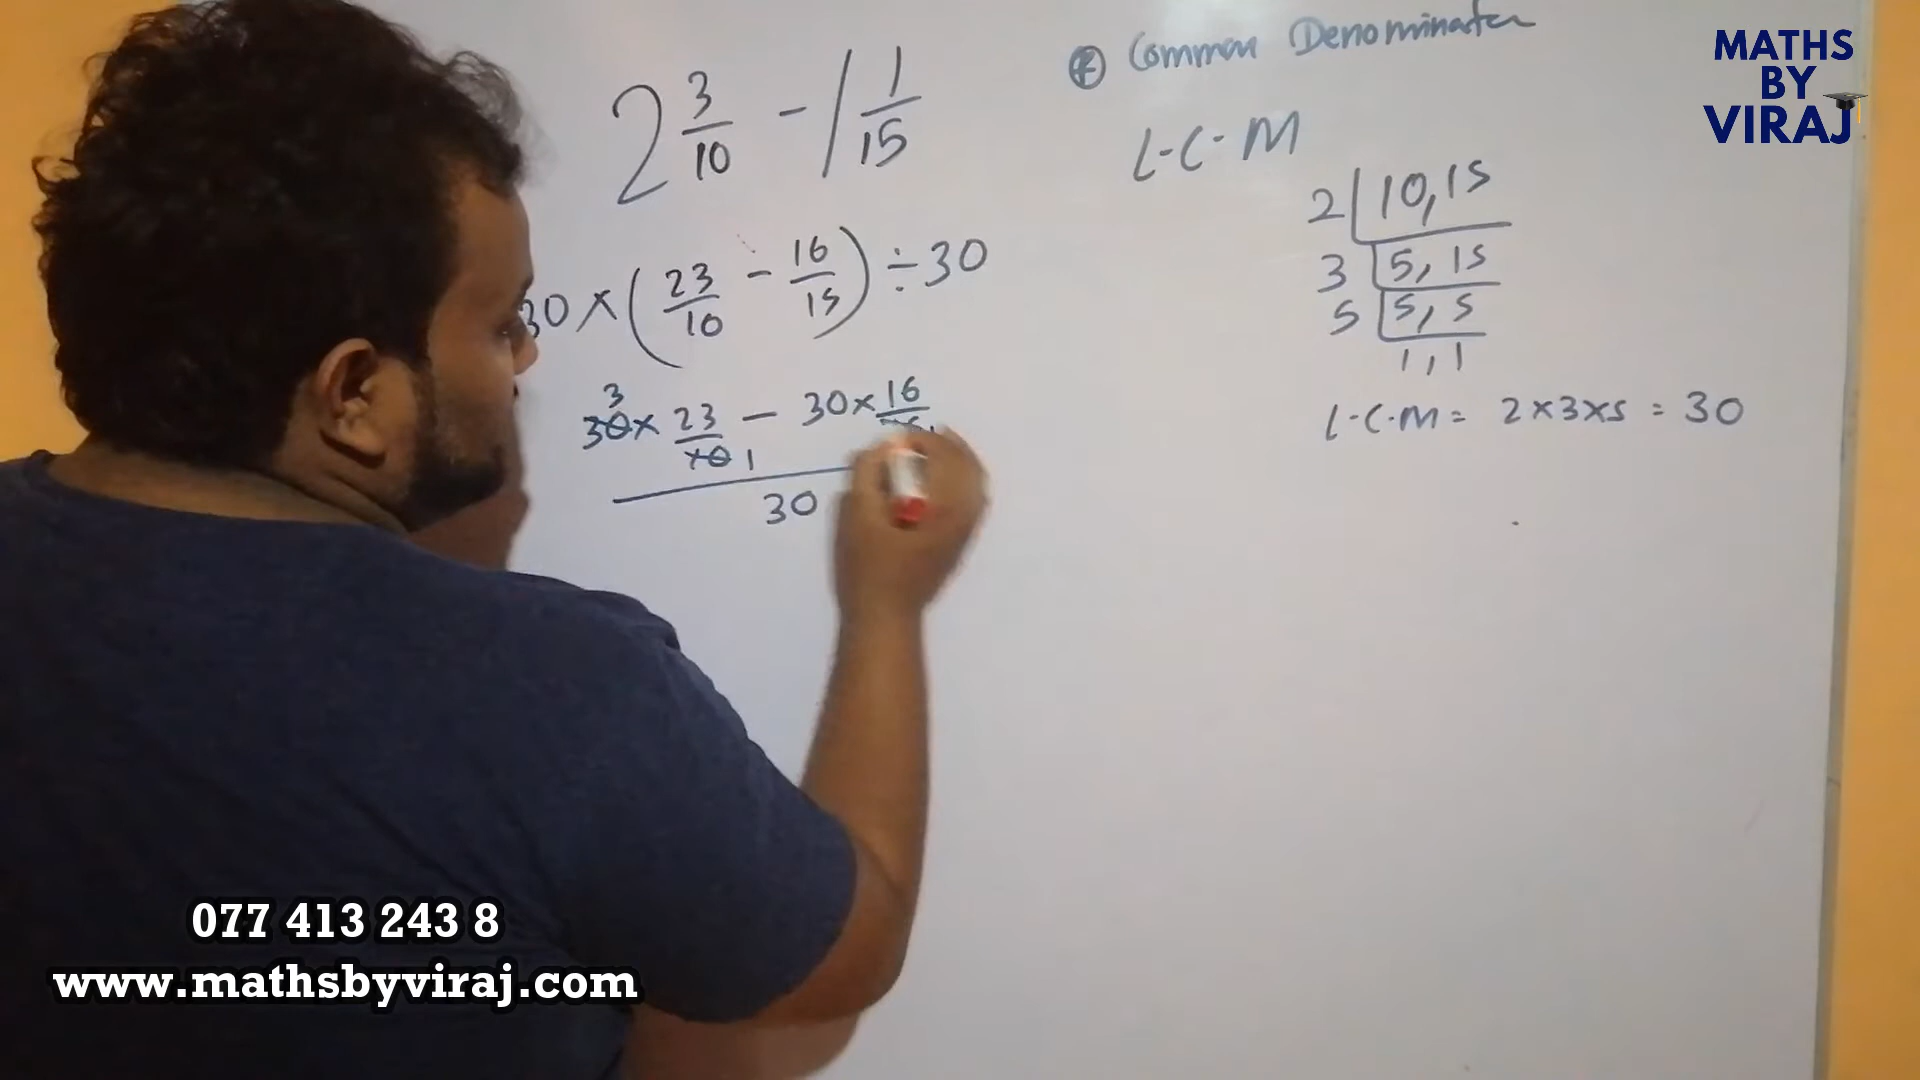 2 3/10 - 1 1/15
30 × ( 23/10 - 16/15 ) ÷ 30
3 1
30 × 23/10 - 30 × 16/15
30
* Common Denominator
L.C.M
2 | 10, 15
3 | 5, 15
5 | 5, 5
1, 1
L.C.M = 2×3×5 = 30
MATHS
BY
VIRAJ
077 413 243 8
www.mathsbyviraj.com